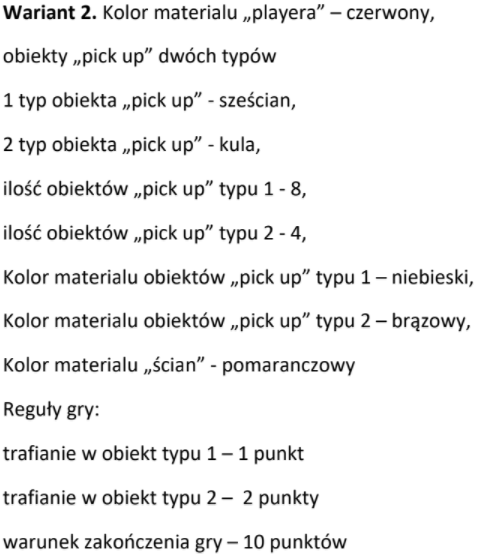 Wariant 2. Kolor materialu „playera” – czerwony,
obiekty „pick up” dwóch typów
1 typ obiekta „pick up” - sześcian,
2 typ obiekta „pick up” - kula,
ilość obiektów „pick up” typu 1 - 8,
ilość obiektów „pick up” typu 2 - 4,
Kolor materialu obiektów „pick up” typu 1 – niebieski,
Kolor materialu obiektów „pick up” typu 2 – brązowy,
Kolor materialu „ścian” - pomaranczowy
Reguły gry:
trafianie w obiekt typu 1 – 1 punkt
trafianie w obiekt typu 2 – 2 punkty
warunek zakończenia gry – 10 punktów